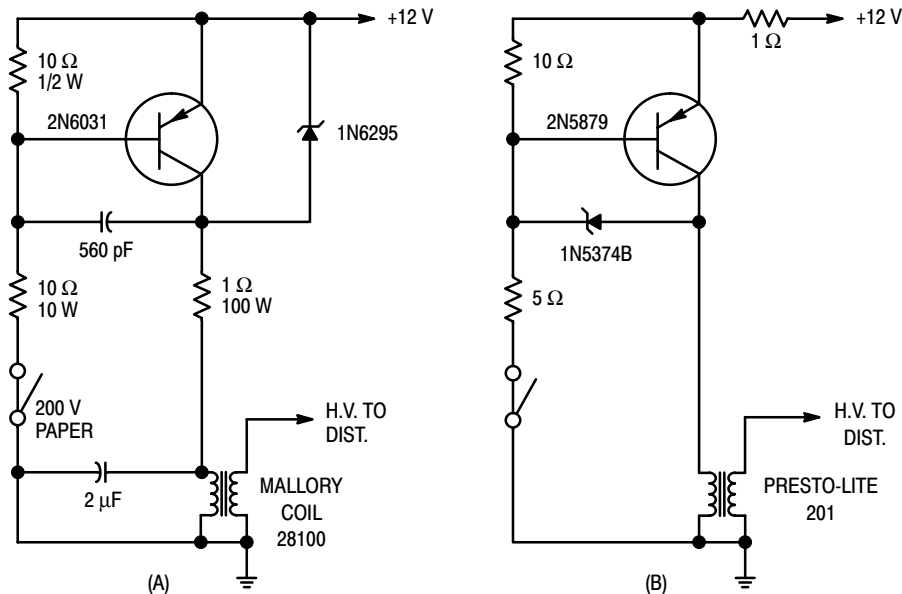 +12 V
10 Ω
1/2 W
2N6031
1N6295
560 pF
10 Ω
10 W
1 Ω
100 W
200 V
PAPER
H.V. TO
DIST.
2 μF
MALLORY
COIL
28100
(A)
+12 V
1 Ω
10 Ω
2N5879
1N5374B
5 Ω
H.V. TO
DIST.
PRESTO-LITE
201
(B)